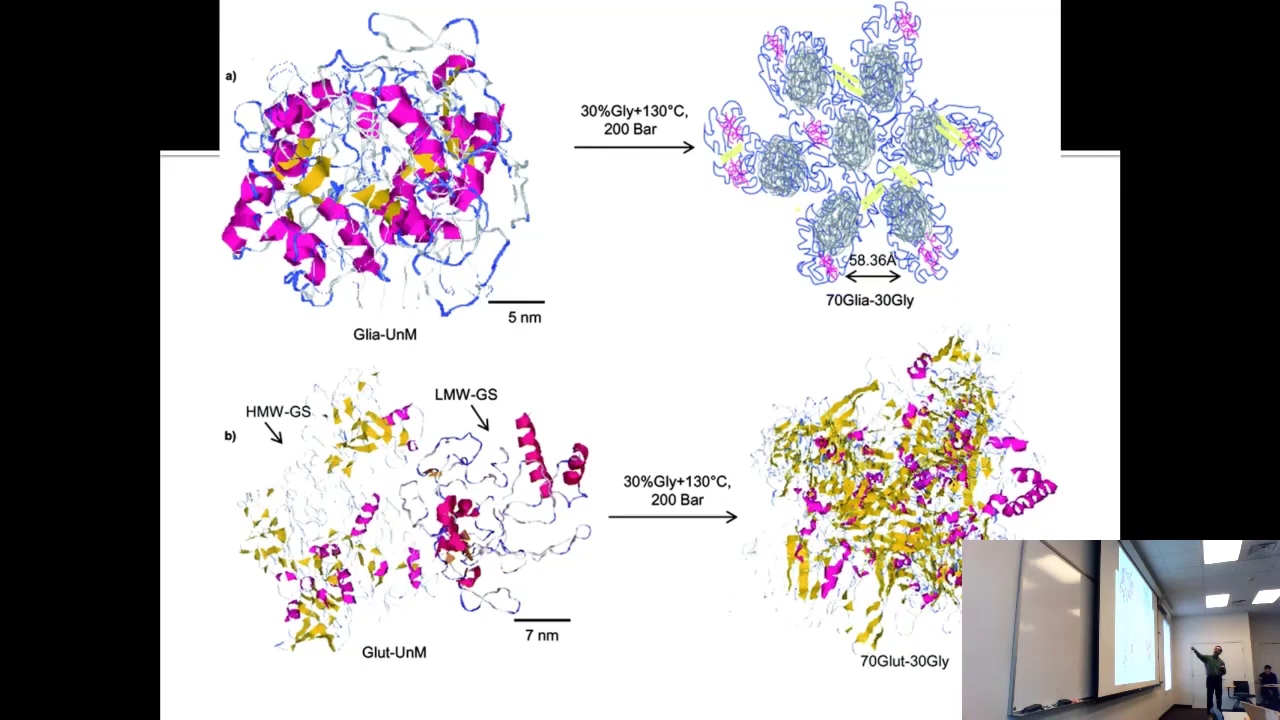 a)
30%Gly+130°C,
200 Bar
58.36A
70Glia-30Gly
5 nm
Glia-UnM
HMW-GS
LMW-GS
b)
30%Gly+130°C,
200 Bar
7 nm
Glut-UnM
70Glut-30Gly